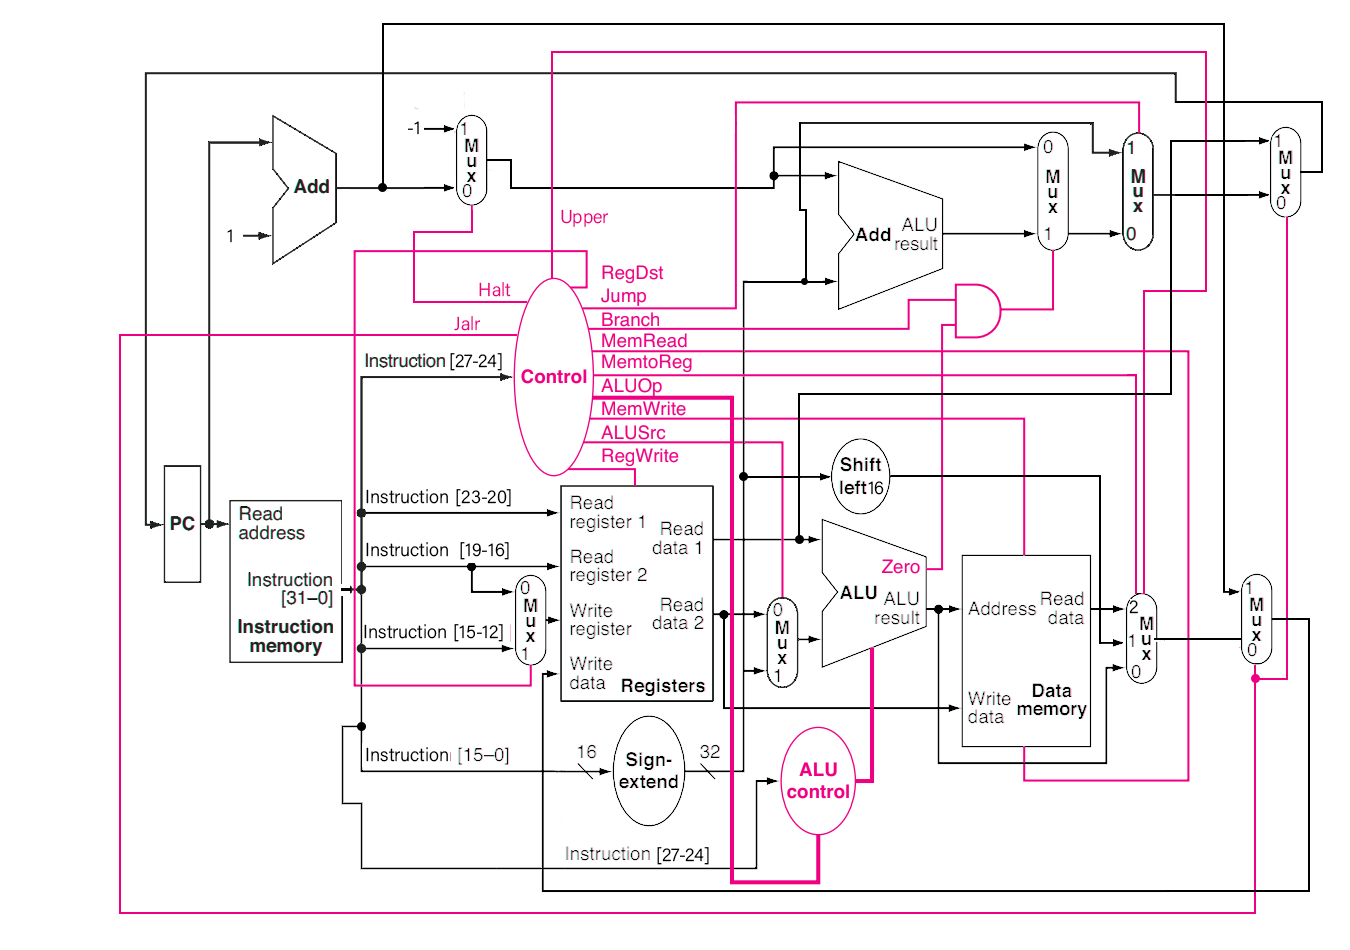 -1
1
M
u
x
0
Add
1
Upper
0
M
u
x
1
1
M
u
x
0
1
M
u
x
0
Add
ALU
result
RegDst
Jump
Branch
MemRead
MemtoReg
ALUOp
MemWrite
ALUSrc
RegWrite
Halt
Jalr
Control
Instruction [27-24]
Instruction [23-20]
Instruction [19-16]
Instruction [15-12]
Instruction [15–0]
PC
Read
address
Instruction
[31–0]
Instruction
memory
0
M
u
x
1
Read
register 1
Read
register 2
Write
register
Write
data
Read
data 1
Read
data 2
Registers
0
M
u
x
1
Shift
left16
Zero
ALU
ALU
result
Address
Read
data
Write
data
Data
memory
2
1
0
M
u
x
1
M
u
x
0
16
Sign-
extend
32
ALU
control
Instruction [27-24]